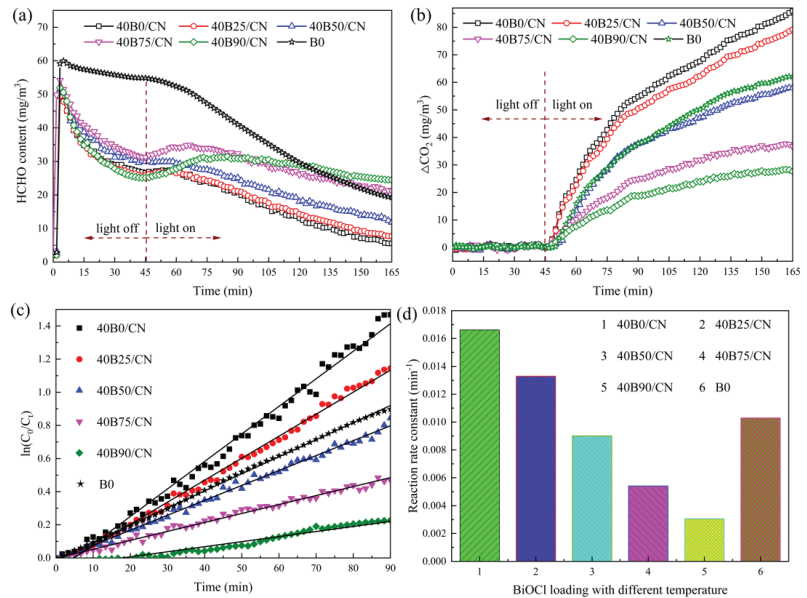 (a)
40B0/CN 40B25/CN 40B50/CN
40B75/CN 40B90/CN B0
HCHO content (mg/m³)
70
60
50
40
30
20
10
0
light off light on
0 15 30 45 60 75 90 105 120 135 150 165
Time (min)
(b)
40B0/CN 40B25/CN 40B50/CN
40B75/CN 40B90/CN B0
△CO₂ (mg/m³)
80
70
60
50
40
30
20
10
0
light off light on
0 15 30 45 60 75 90 105 120 135 150 165
Time (min)
(c)
40B0/CN
40B25/CN
40B50/CN
40B75/CN
40B90/CN
B0
ln(C₀/Cₜ)
1.4
1.2
1.0
0.8
0.6
0.4
0.2
0.0
0 10 20 30 40 50 60 70 80 90
Time (min)
(d)
1 40B0/CN 2 40B25/CN
3 40B50/CN 4 40B75/CN
5 40B90/CN 6 B0
Reaction rate constant (min⁻¹)
0.018
0.016
0.014
0.012
0.010
0.008
0.006
0.004
0.002
0.000
1 2 3 4 5 6
BiOCl loading with different temperature